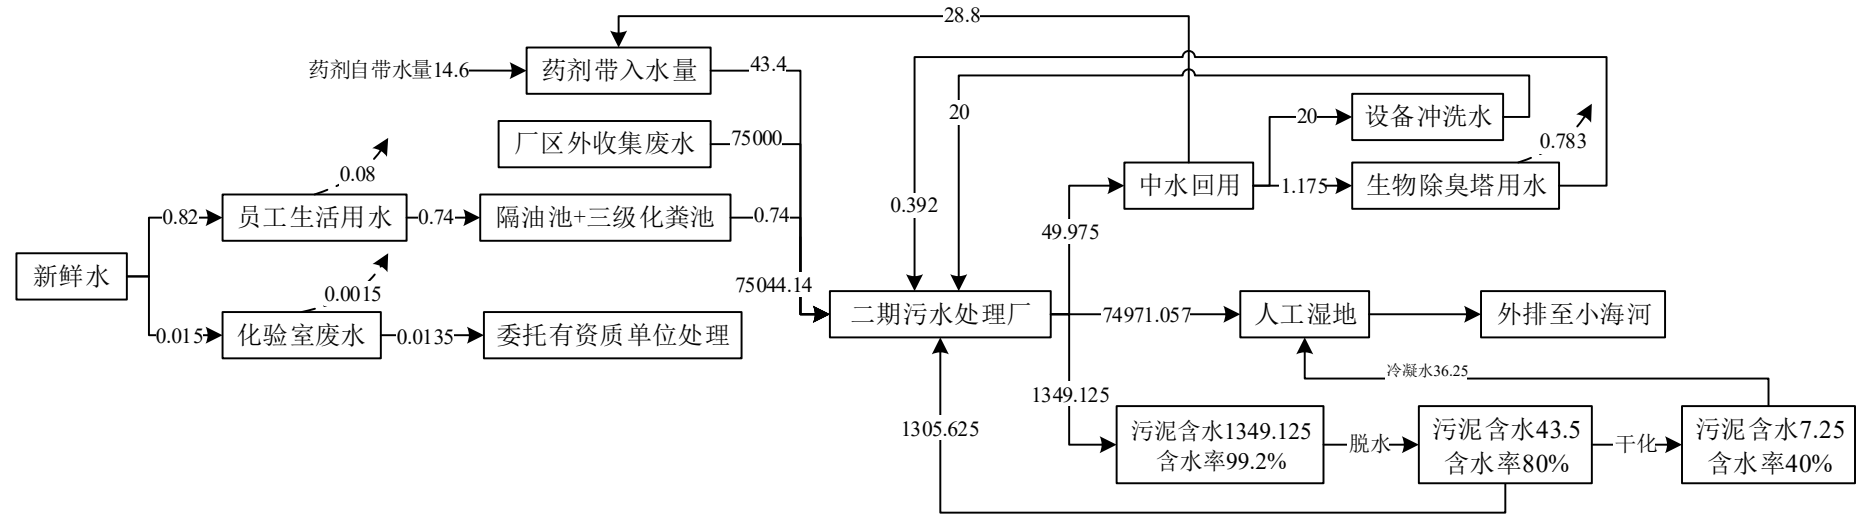 28.8
药剂自带水量14.6
药剂带入水量
43.4
20
20
设备冲洗水
厂区外收集废水
75000
0.783
0.08
中水回用
1.175
生物除臭塔用水
0.82
员工生活用水
0.74
隔油池+三级化粪池
0.74
0.392
49.975
新鲜水
0.0015
75044.14
二期污水处理厂
74971.057
人工湿地
外排至小海河
0.015
化验室废水
0.0135
委托有资质单位处理
冷凝水36.25
1349.125
1305.625
污泥含水1349.125
含水率99.2%
脱水
污泥含水43.5
含水率80%
干化
污泥含水7.25
含水率40%